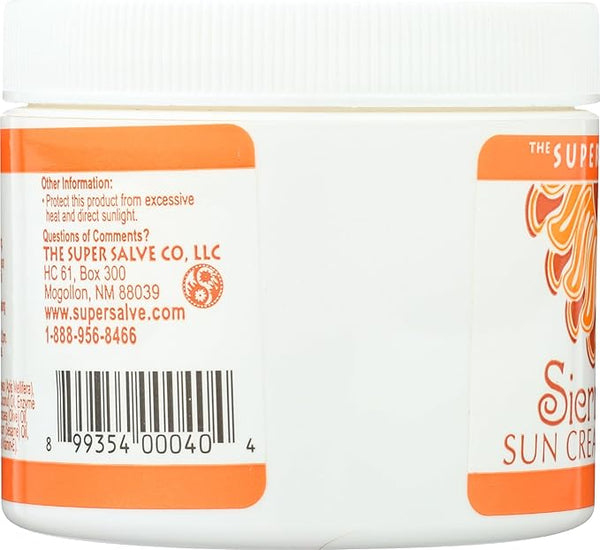 Other Information:
• Protect this product from excessive
heat and direct sunlight.
Questions of Comments?
THE SUPER SALVE CO, LLC
HC 61, Box 300
Mogollon, NM 88039
www.supersalve.com
1-888-956-8466
8 99354 00040 4
THE SUPER
SUN CREA